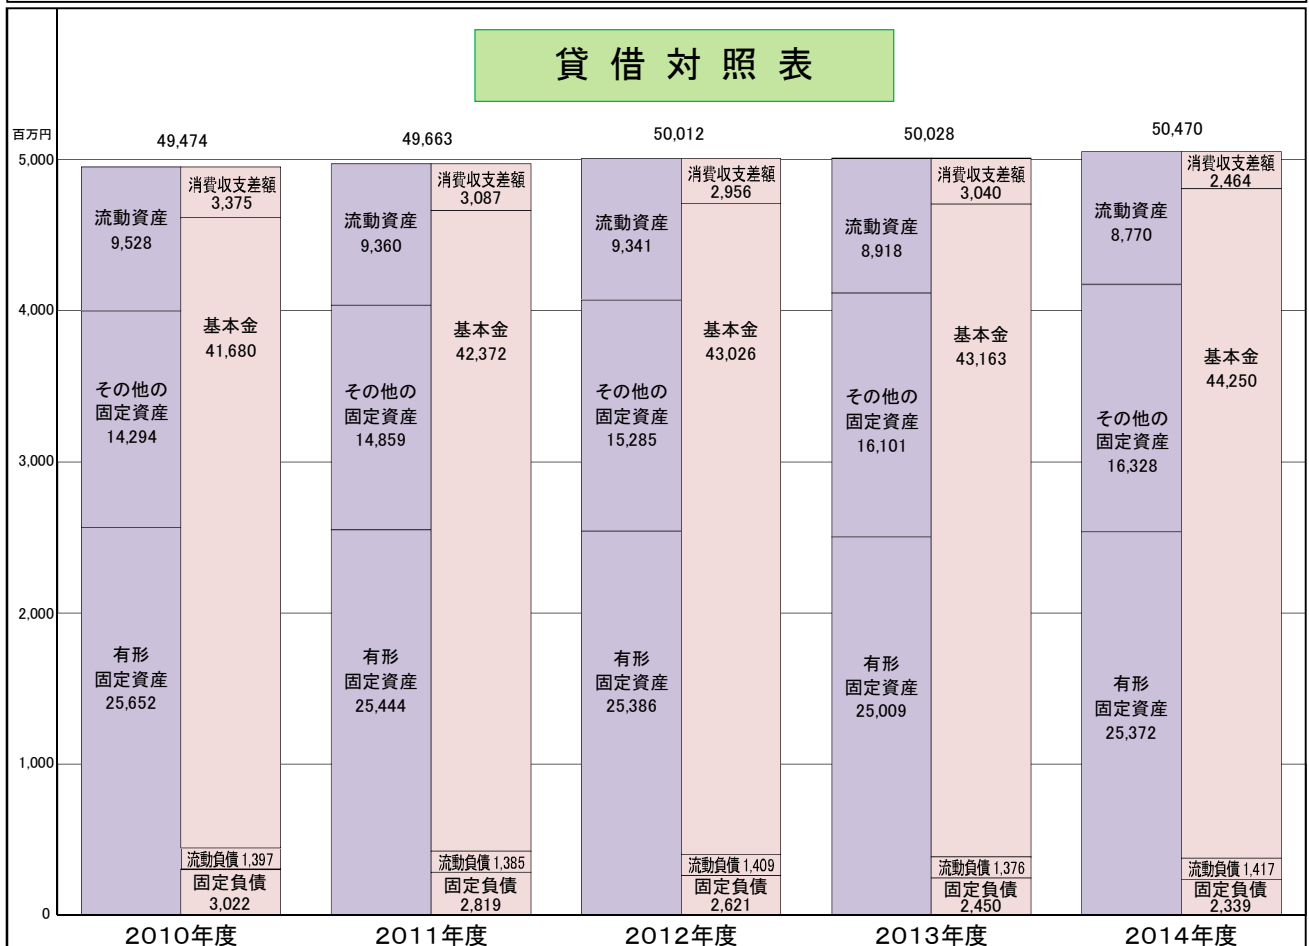 貸借対照表
百万円
49,474
49,663
50,012
50,028
50,470
5,000
4,000
3,000
2,000
1,000
0
流動資産
9,528
その他の
固定資産
14,294
有形
固定資産
25,652
消費収支差額
3,375
基本金
41,680
流動負債 1,397
固定負債
3,022
流動資産
9,360
その他の
固定資産
14,859
有形
固定資産
25,444
消費収支差額
3,087
基本金
42,372
流動負債 1,385
固定負債
2,819
流動資産
9,341
その他の
固定資産
15,285
有形
固定資産
25,386
消費収支差額
2,956
基本金
43,026
流動負債 1,409
固定負債
2,621
流動資産
8,918
その他の
固定資産
16,101
有形
固定資産
25,009
消費収支差額
3,040
基本金
43,163
流動負債 1,376
固定負債
2,450
流動資産
8,770
その他の
固定資産
16,328
有形
固定資産
25,372
消費収支差額
2,464
基本金
44,250
流動負債 1,417
固定負債
2,339
2010年度
2011年度
2012年度
2013年度
2014年度